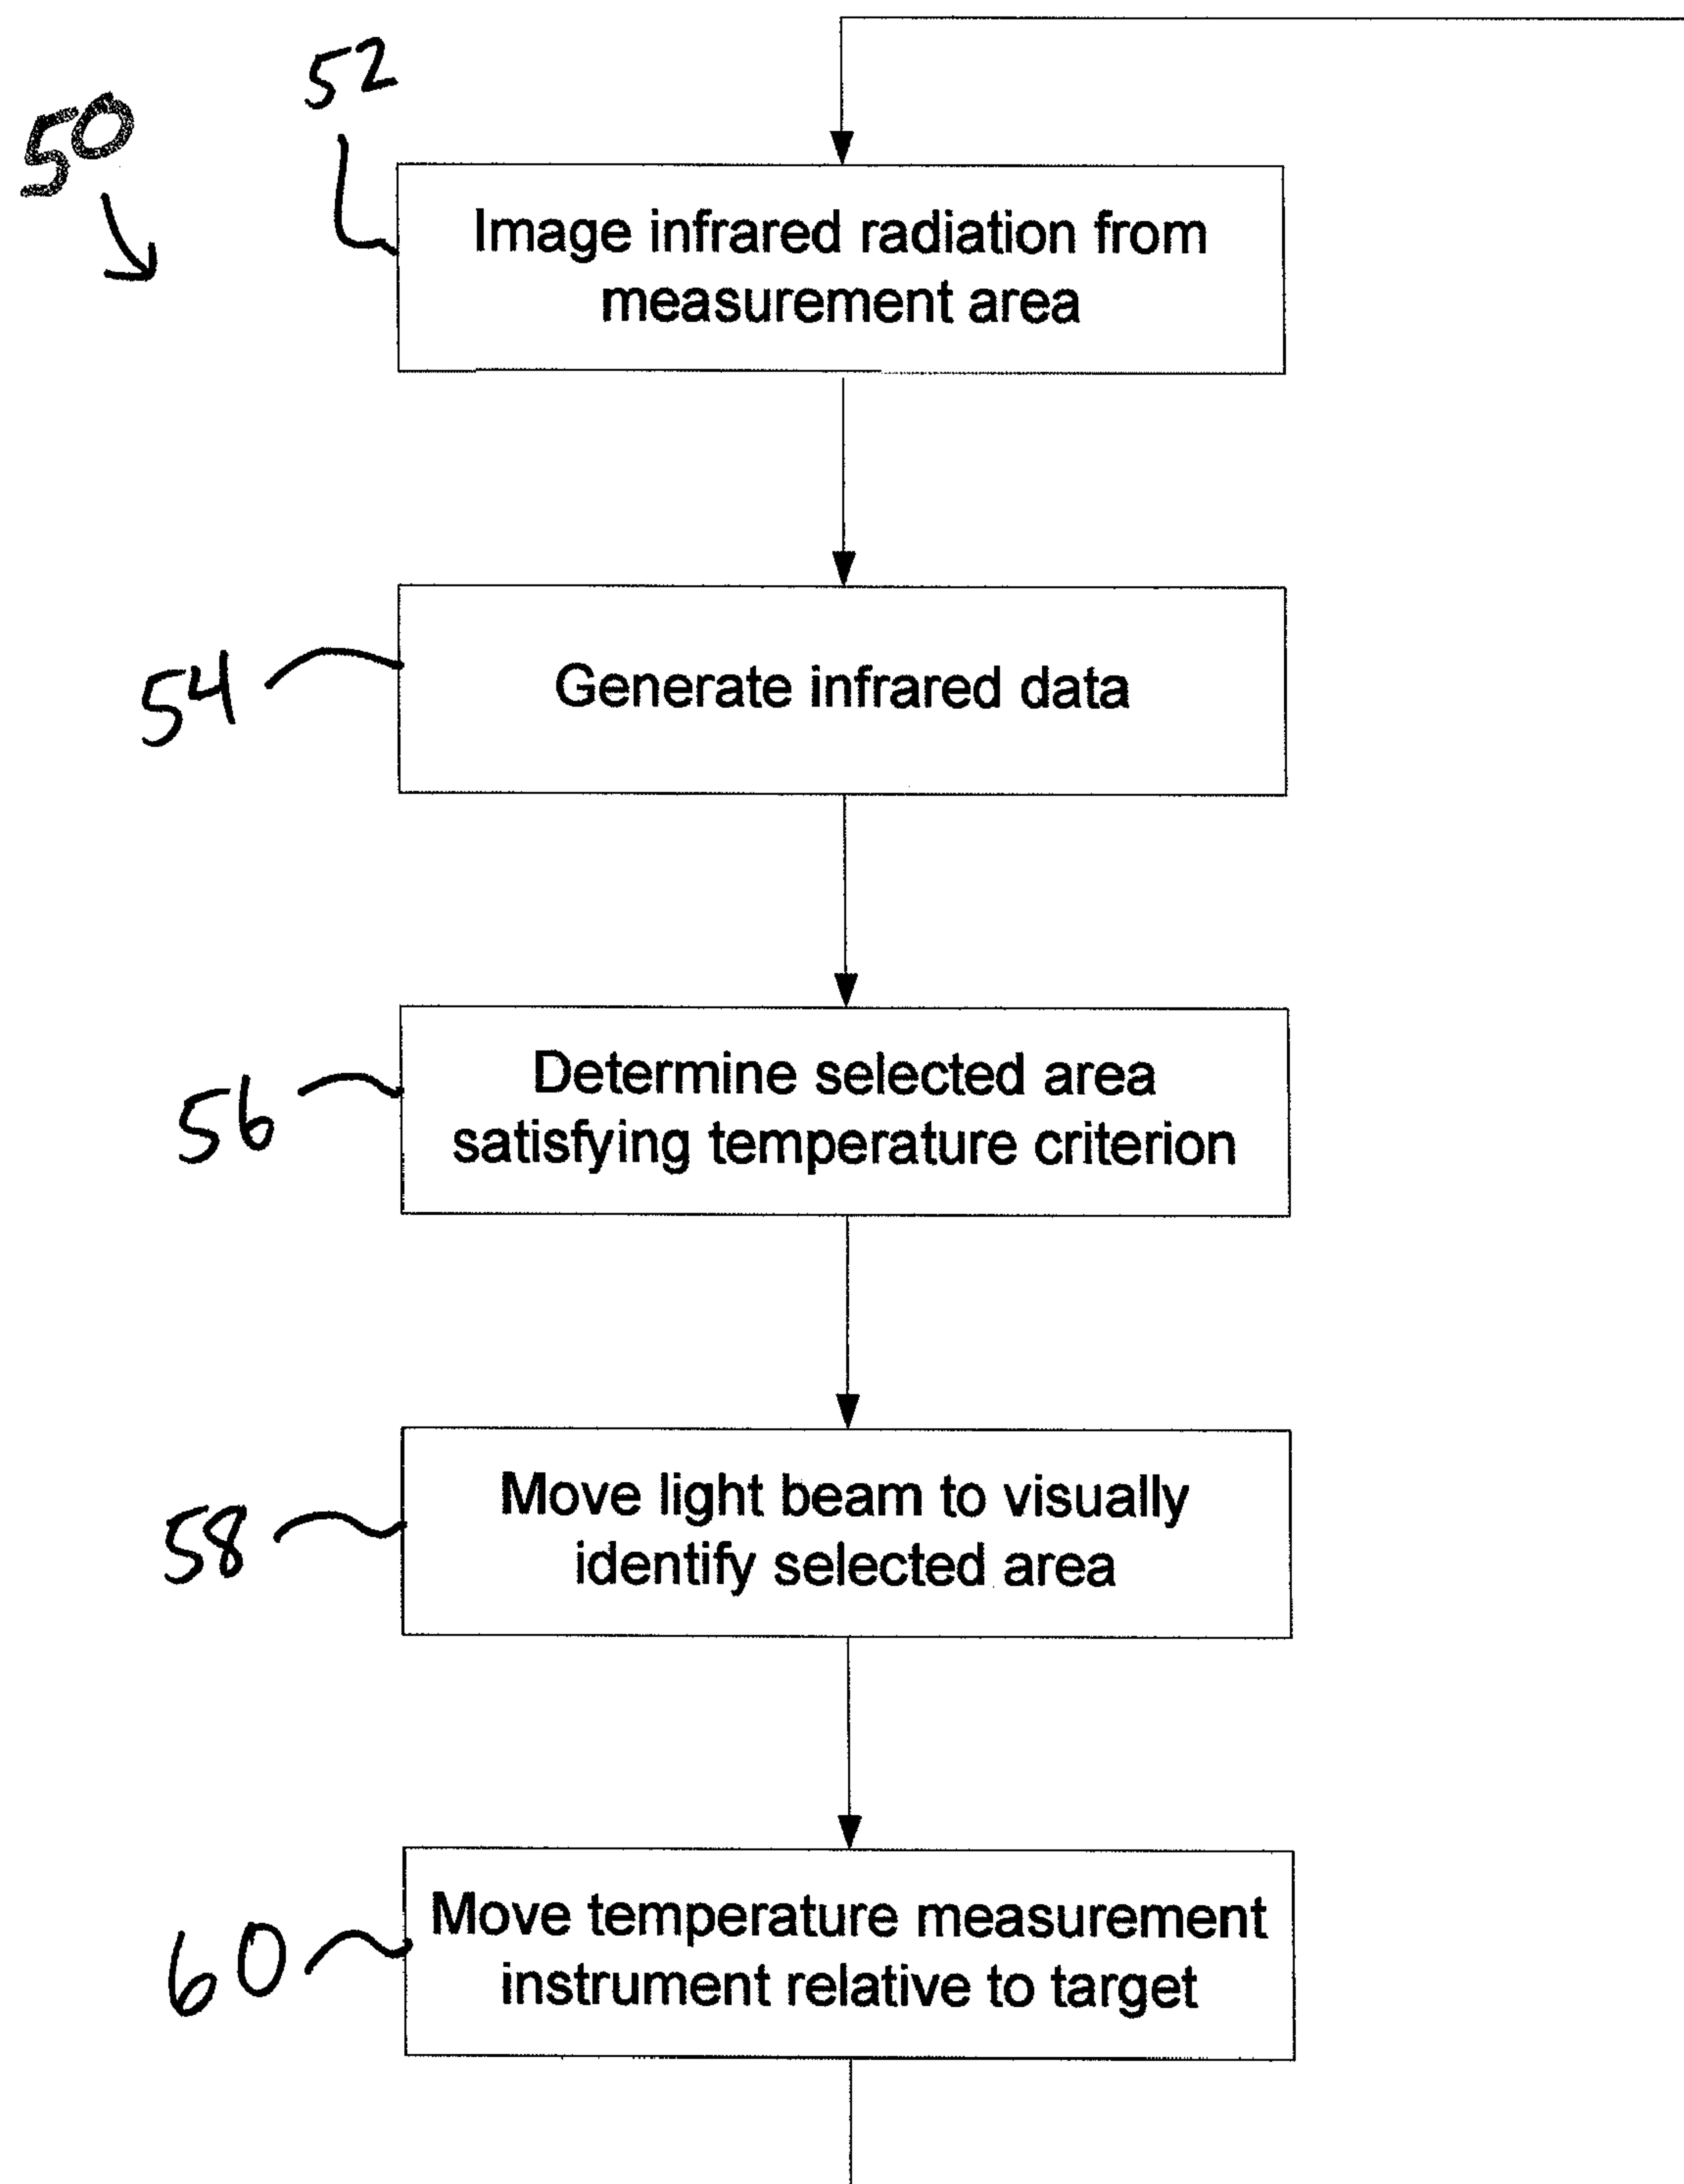 52
50
Image infrared radiation from
measurement area
54
Generate infrared data
56
Determine selected area
satisfying temperature criterion
58
Move light beam to visually
identify selected area
60
Move temperature measurement
instrument relative to target